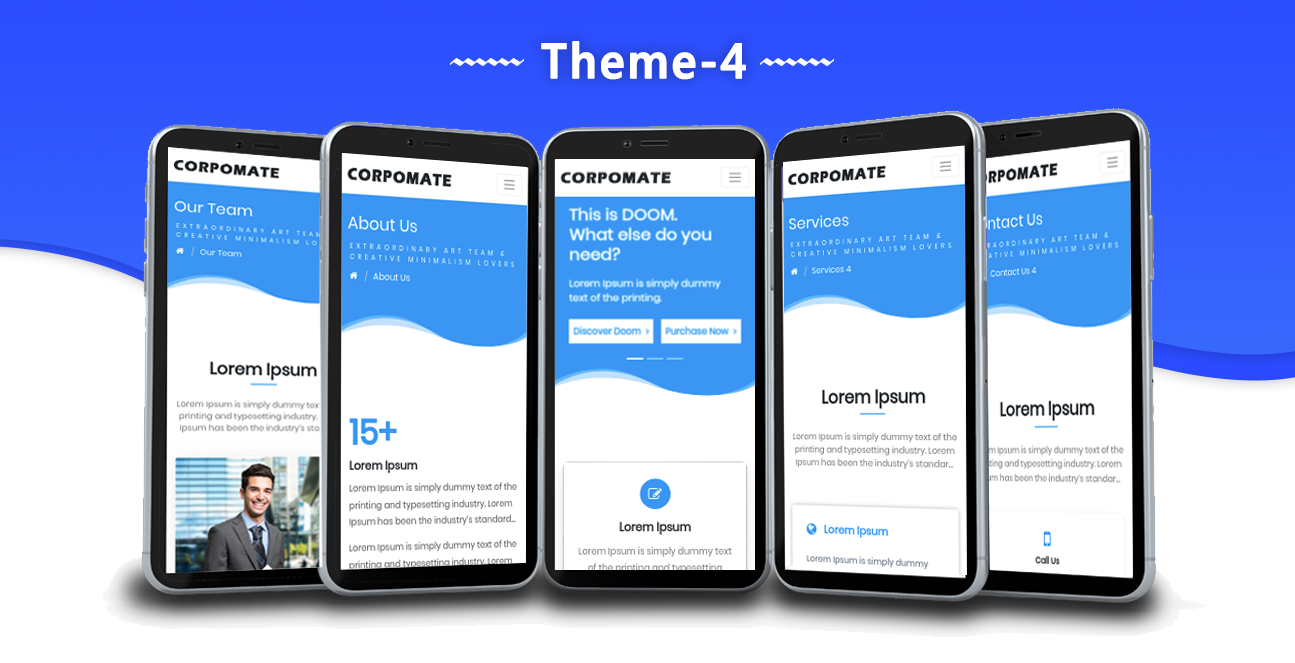 Theme-4
CORPOMATE
Our Team
EXTRAORDINARY ART TEAM
CREATIVE MINIMALISM LO
/ Our Team
Lorem Ipsum
Lorem Ipsum is simply dummy tex
printing and typesetting industry.
Ipsum has been the industry's sta
CORPOMATE
About Us
EXTRAORDINARY ART TEAM &
CREATIVE MINIMALISM LOVERS
/ About Us
15+
Lorem Ipsum
Lorem Ipsum is simply dummy text of the
printing and typesetting industry. Lorem
Ipsum has been the industry's standard...
Lorem Ipsum is simply dummy text of the
printing and typesetting industry. Lorem
CORPOMATE
This is DOOM.
What else do you
need?
Lorem Ipsum is simply dummy
text of the printing.
Discover Doom >
Purchase Now >
Lorem Ipsum
Lorem Ipsum is simply dummy text
of the printing and typesetting
CORPOMATE
Services
EXTRAORDINARY ART TEAM &
CREATIVE MINIMALISM LOVERS
/ Services 4
Lorem Ipsum
Lorem Ipsum is simply dummy text of the
printing and typesetting industry. Lorem
Ipsum has been the industry's standar...
Lorem Ipsum
Lorem Ipsum is simply dummy
RPOMATE
ntact Us
RAORDINARY ART TEAM &
ATIVE MINIMALISM LOVERS
Contact Us 4
Lorem Ipsum
m Ipsum is simply dummy text of the
ting and typesetting industry. Lorem
m has been the industry's standar...
Call Us